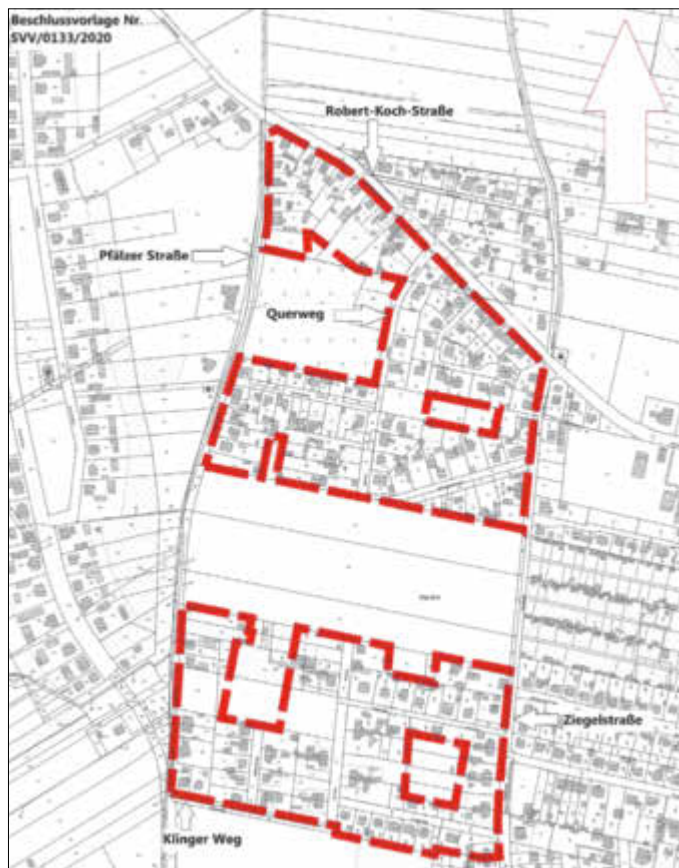 Beschlussvorlage Nr.
SVV/0133/2020
Robert-Koch-Straße
Pfälzer Straße
Querweg
Ziegelstraße
Klinger Weg